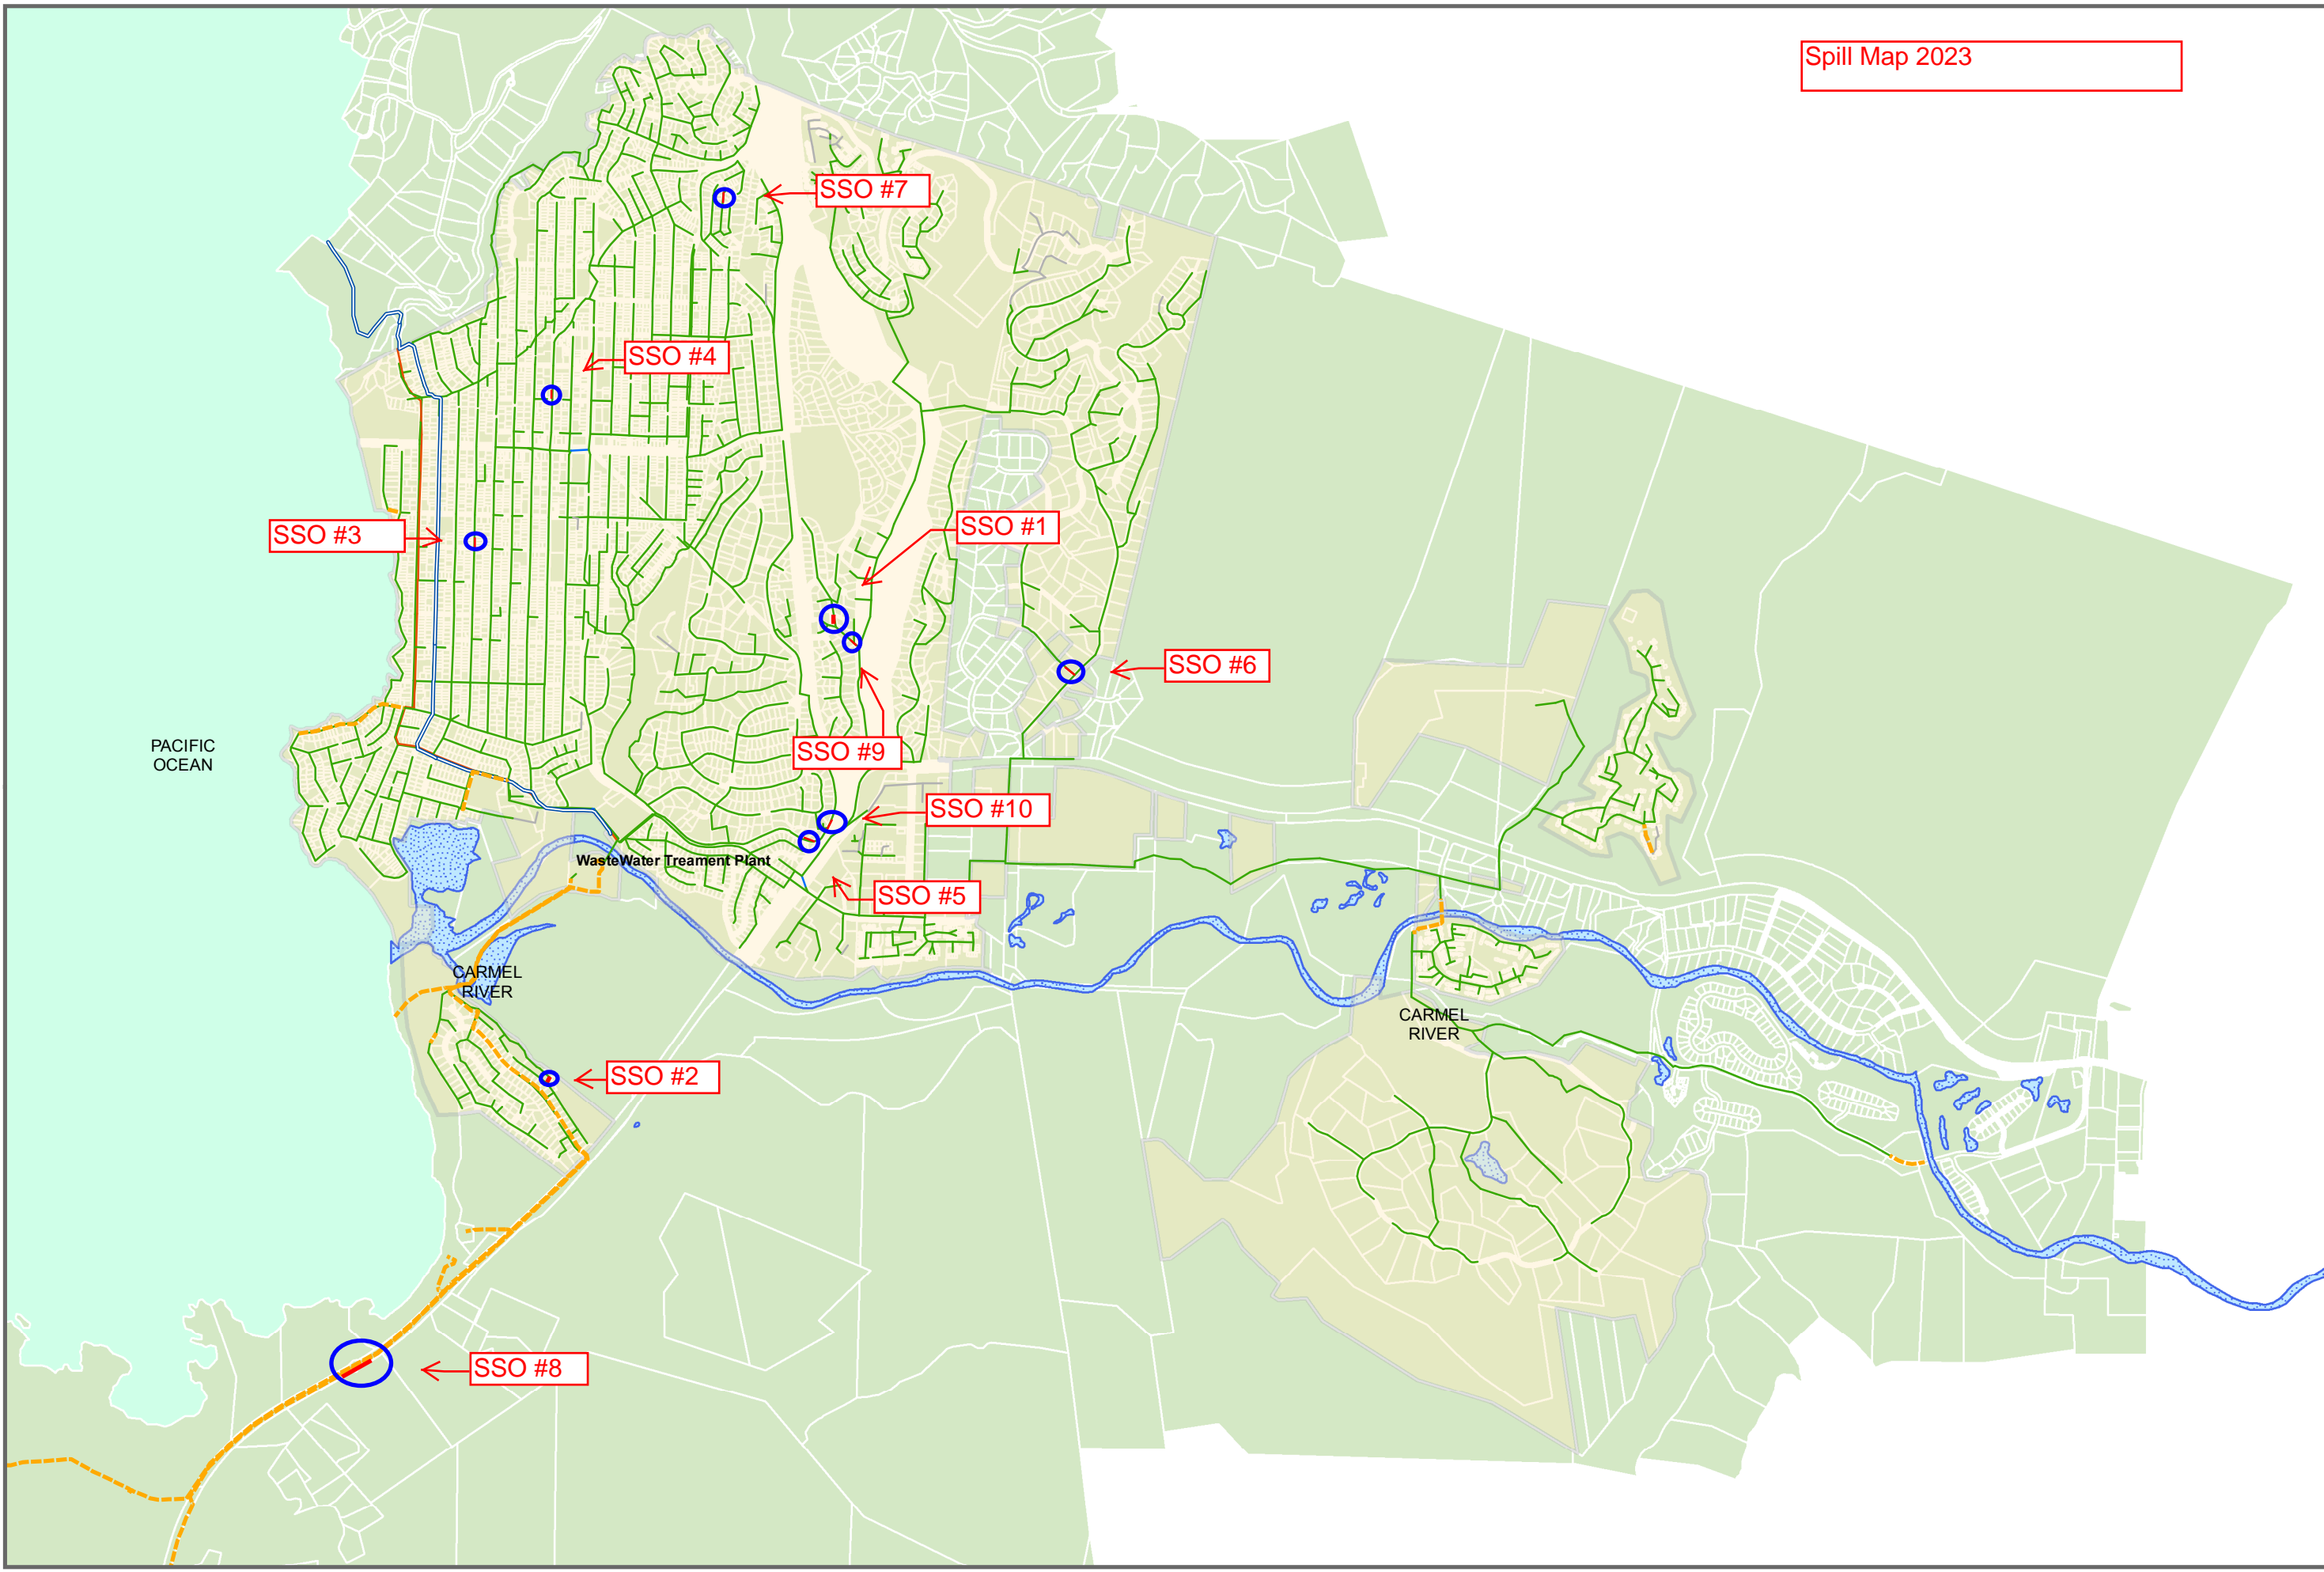 Spill Map 2023
SSO #7
SSO #4
SSO #3
SSO #1
SSO #6
SSO #9
PACIFIC
OCEAN
SSO #10
WasteWater Treament Plant
SSO #5
CARMEL
RIVER
CARMEL
RIVER
SSO #2
SSO #8